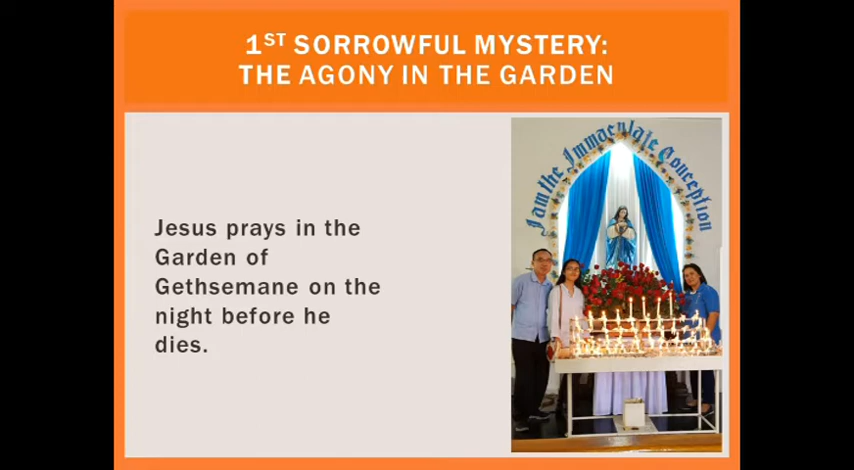 1ST SORROWFUL MYSTERY:
THE AGONY IN THE GARDEN
I am the Immaculate Conception
Jesus prays in the
Garden of
Gethsemane on the
night before he
dies.